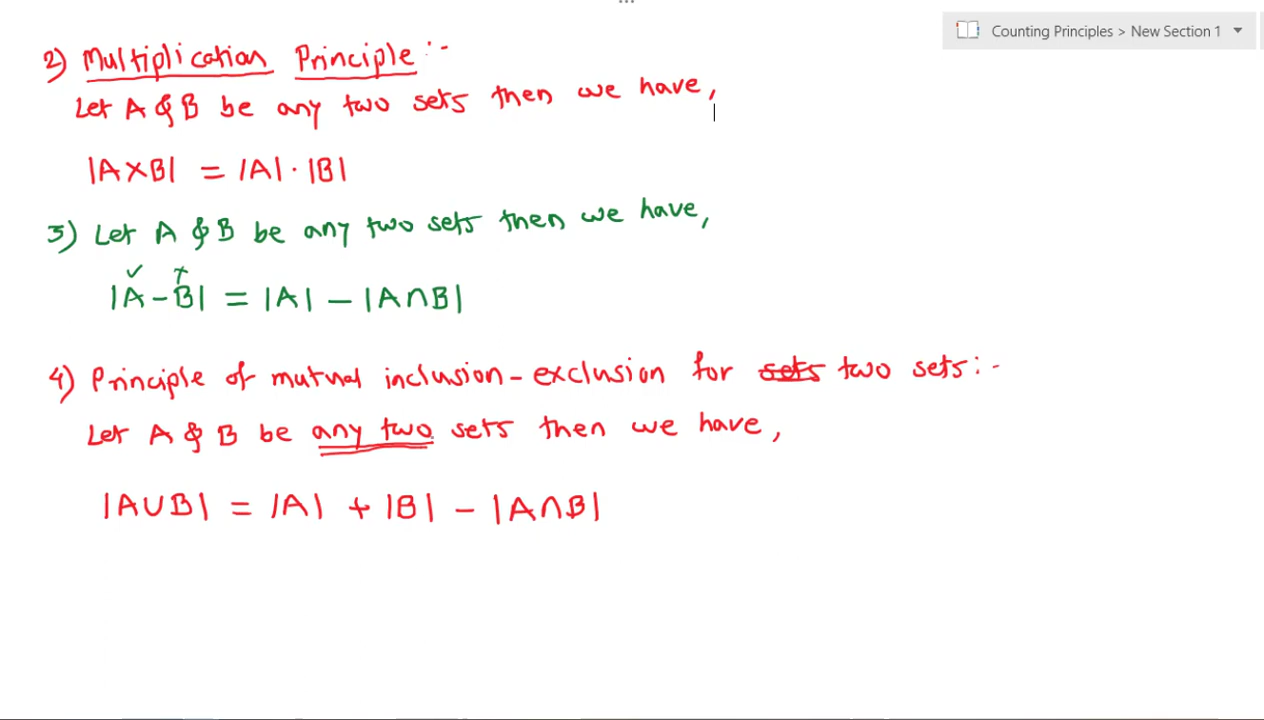 Counting Principles > New Section 1
2) Multiplication Principle :-
Let A & B be any two sets then we have,
|A×B| = |A|·|B|
3) Let A & B be any two sets then we have,
|A-B| = |A| - |A∩B|
4) Principle of mutual inclusion-exclusion for sets two sets:-
Let A & B be any two sets then we have,
|A∪B| = |A| + |B| - |A∩B|